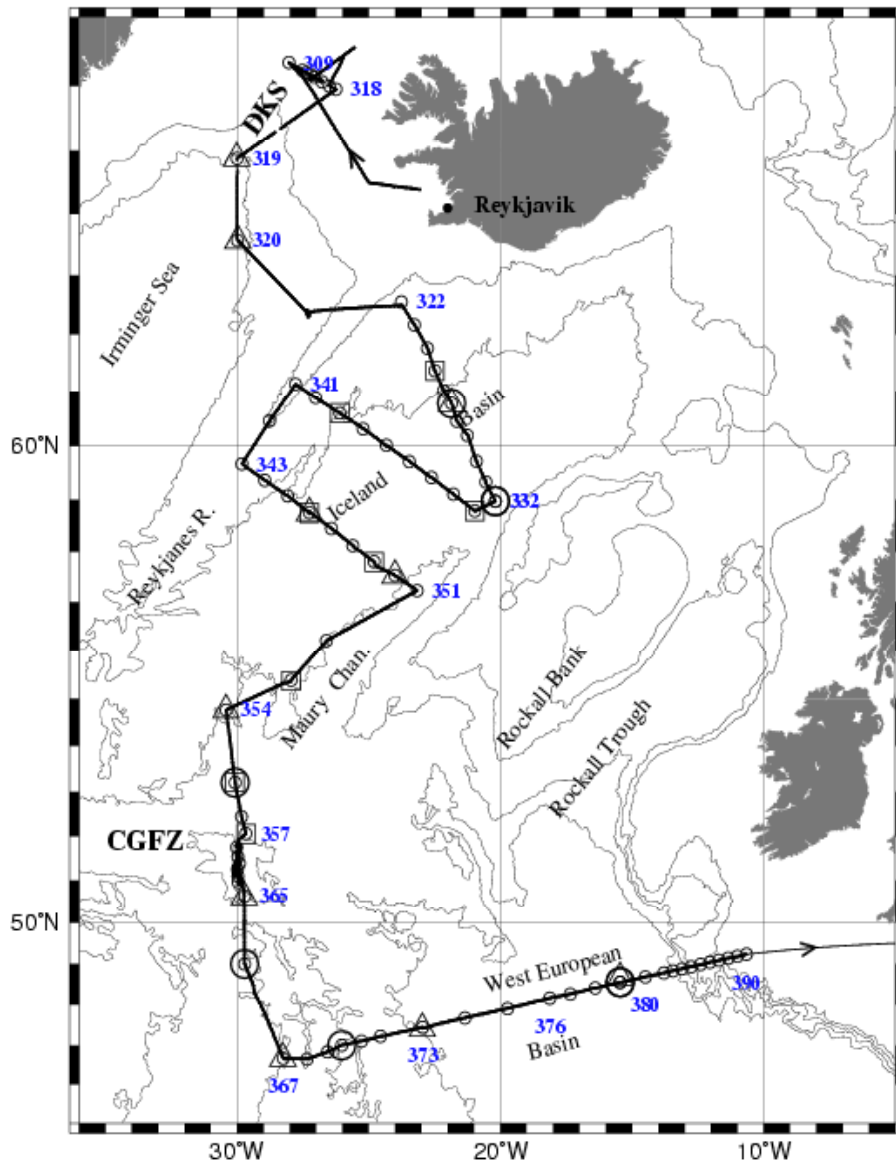 309
DKS
318
319
Reykjavik
320
Irminger Sea
322
341
Basin
60°N
343
Iceland
332
Reykjanes R.
351
Maury Chan.
Rockall Bank
354
Rockall Trough
357
CGFZ
365
50°N
West European
390
380
376
373
Basin
367
30°W
20°W
10°W